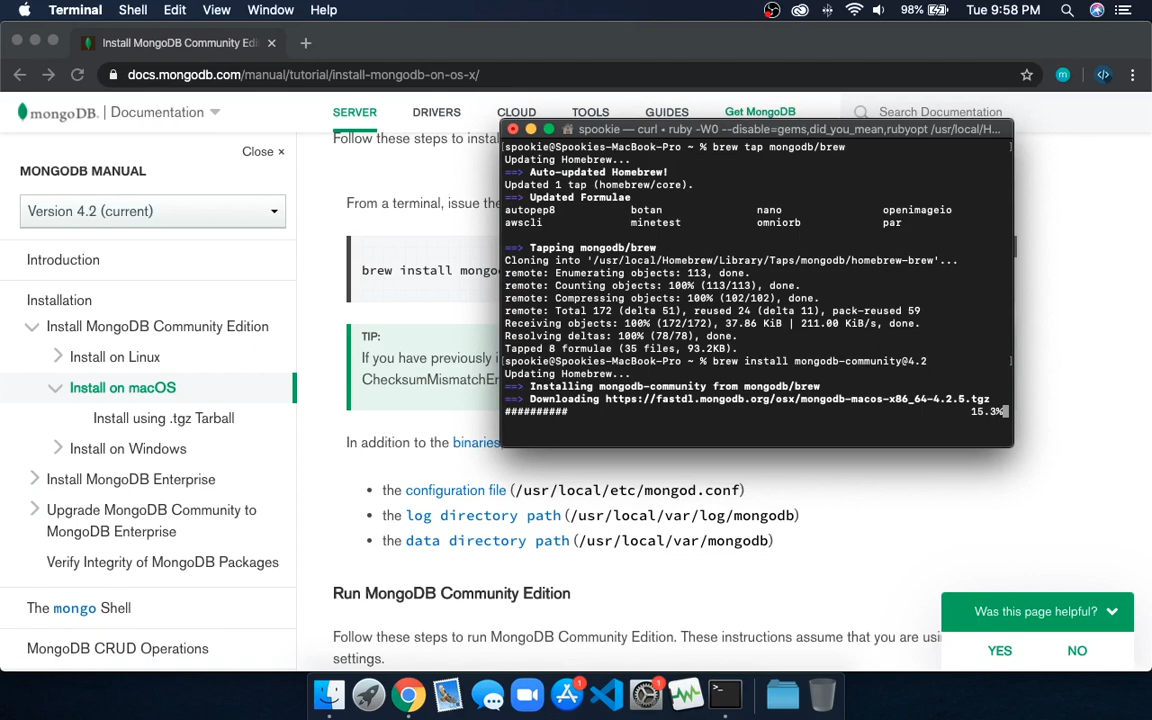 Terminal Shell Edit View Window Help 98% Tue 9:58 PM
Install MongoDB Community Edi
docs.mongodb.com/manual/tutorial/install-mongodb-on-os-x/
m
mongoDB. | Documentation
SERVER DRIVERS CLOUD TOOLS GUIDES Get MongoDB Search Documentation
Close ×
MONGODB MANUAL
Version 4.2 (current)
Introduction
Installation
Install MongoDB Community Edition
Install on Linux
Install on macOS
Install using .tgz Tarball
Install on Windows
Install MongoDB Enterprise
Upgrade MongoDB Community to
MongoDB Enterprise
Verify Integrity of MongoDB Packages
The mongo Shell
MongoDB CRUD Operations
Follow these steps to instal
From a terminal, issue the
brew install mongo
TIP:
If you have previously i
ChecksumMismatchEr
In addition to the binaries,
the configuration file (/usr/local/etc/mongod.conf)
the log directory path (/usr/local/var/log/mongodb)
the data directory path (/usr/local/var/mongodb)
Run MongoDB Community Edition
Follow these steps to run MongoDB Community Edition. These instructions assume that you are usi
settings.
spookie — curl • ruby -W0 --disable=gems,did_you_mean,rubyopt /usr/local/H...
spookie@Spookies-MacBook-Pro ~ % brew tap mongodb/brew
Updating Homebrew...
==> Auto-updated Homebrew!
Updated 1 tap (homebrew/core).
==> Updated Formulae
autopep8 botan nano openimageio
awscli minetest omniorb par
==> Tapping mongodb/brew
Cloning into '/usr/local/Homebrew/Library/Taps/mongodb/homebrew-brew'...
remote: Enumerating objects: 113, done.
remote: Counting objects: 100% (113/113), done.
remote: Compressing objects: 100% (102/102), done.
remote: Total 172 (delta 51), reused 24 (delta 11), pack-reused 59
Receiving objects: 100% (172/172), 37.86 KiB | 211.00 KiB/s, done.
Resolving deltas: 100% (78/78), done.
Tapped 8 formulae (35 files, 93.2KB).
spookie@Spookies-MacBook-Pro ~ % brew install mongodb-community@4.2
Updating Homebrew...
==> Installing mongodb-community from mongodb/brew
==> Downloading https://fastdl.mongodb.org/osx/mongodb-macos-x86_64-4.2.5.tgz
########## 15.3%
Was this page helpful?
YES NO
1 1